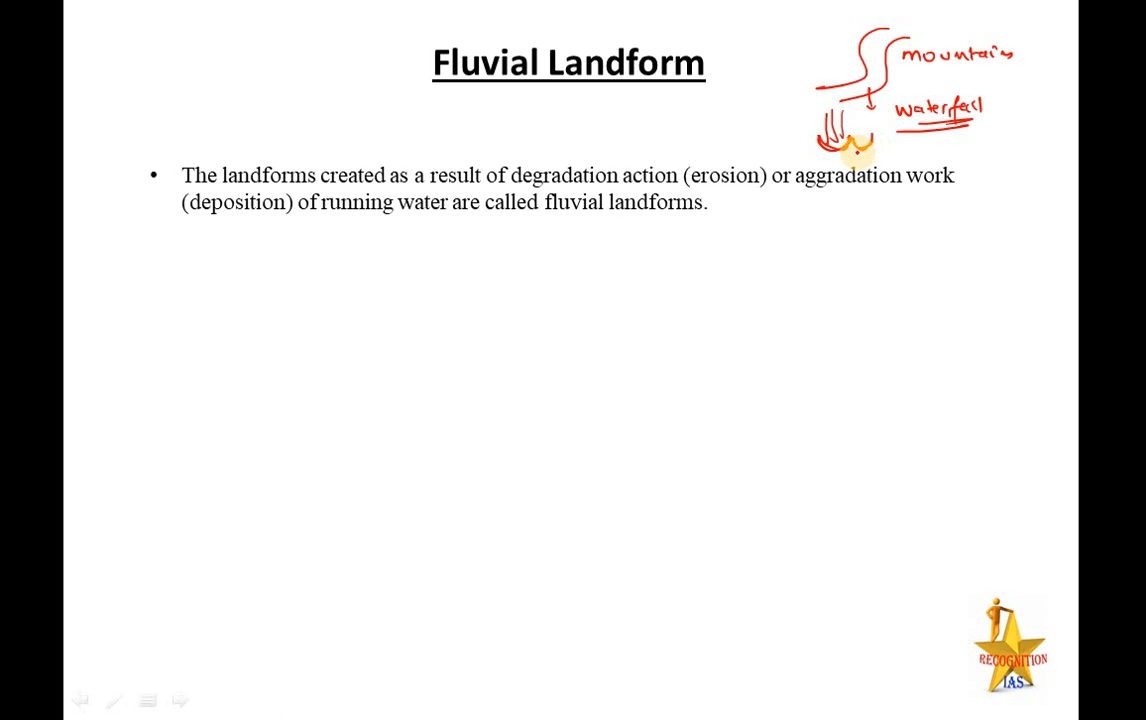 Fluvial Landform
mountains
waterfall
• The landforms created as a result of degradation action (erosion) or aggradation work
(deposition) of running water are called fluvial landforms.
RECOGNITION
IAS